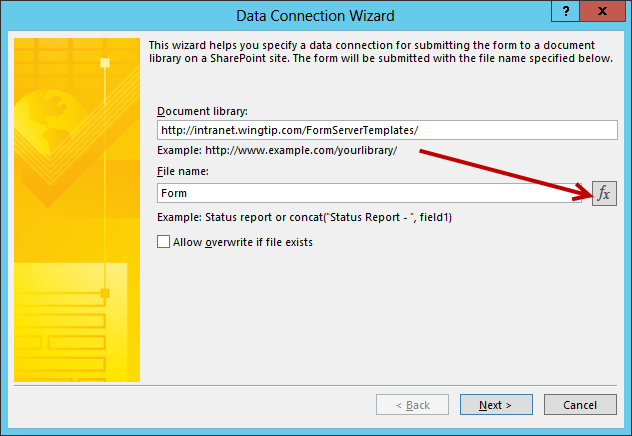 Data Connection Wizard
? X
This wizard helps you specify a data connection for submitting the form to a document
library on a SharePoint site. The form will be submitted with the file name specified below.
Document library:
http://intranet.wingtip.com/FormServerTemplates/
Example: http://www.example.com/yourlibrary/
File name:
Form
fx
Example: Status report or concat("Status Report - ", field1)
Allow overwrite if file exists
< Back
Next >
Cancel